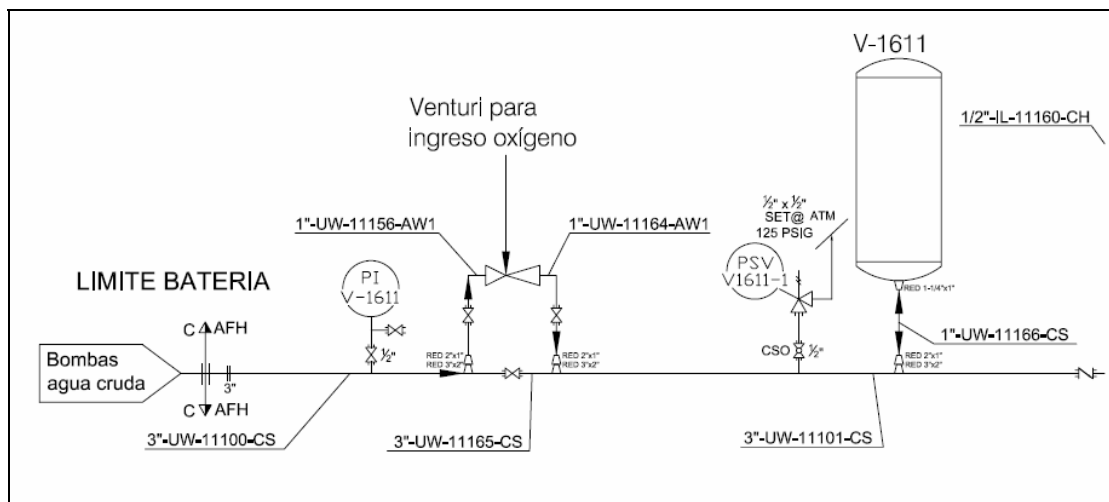 V-1611
Venturi para
ingreso oxígeno
1/2"-IL-11160-CH
1"-UW-11156-AW1
1"-UW-11164-AW1
½" x ½"
SET@ ATM
125 PSIG
LIMITE BATERIA
PI
V-1611
PSV
V1611-1
RED 1-1/4"x1"
C AFH
½"
CSO
½"
1"-UW-11166-CS
Bombas
agua cruda
3"
RED 2"x1"
RED 3"x2"
RED 2"x1"
RED 3"x2"
RED 2"x1"
RED 3"x2"
C AFH
3"-UW-11100-CS
3"-UW-11165-CS
3"-UW-11101-CS